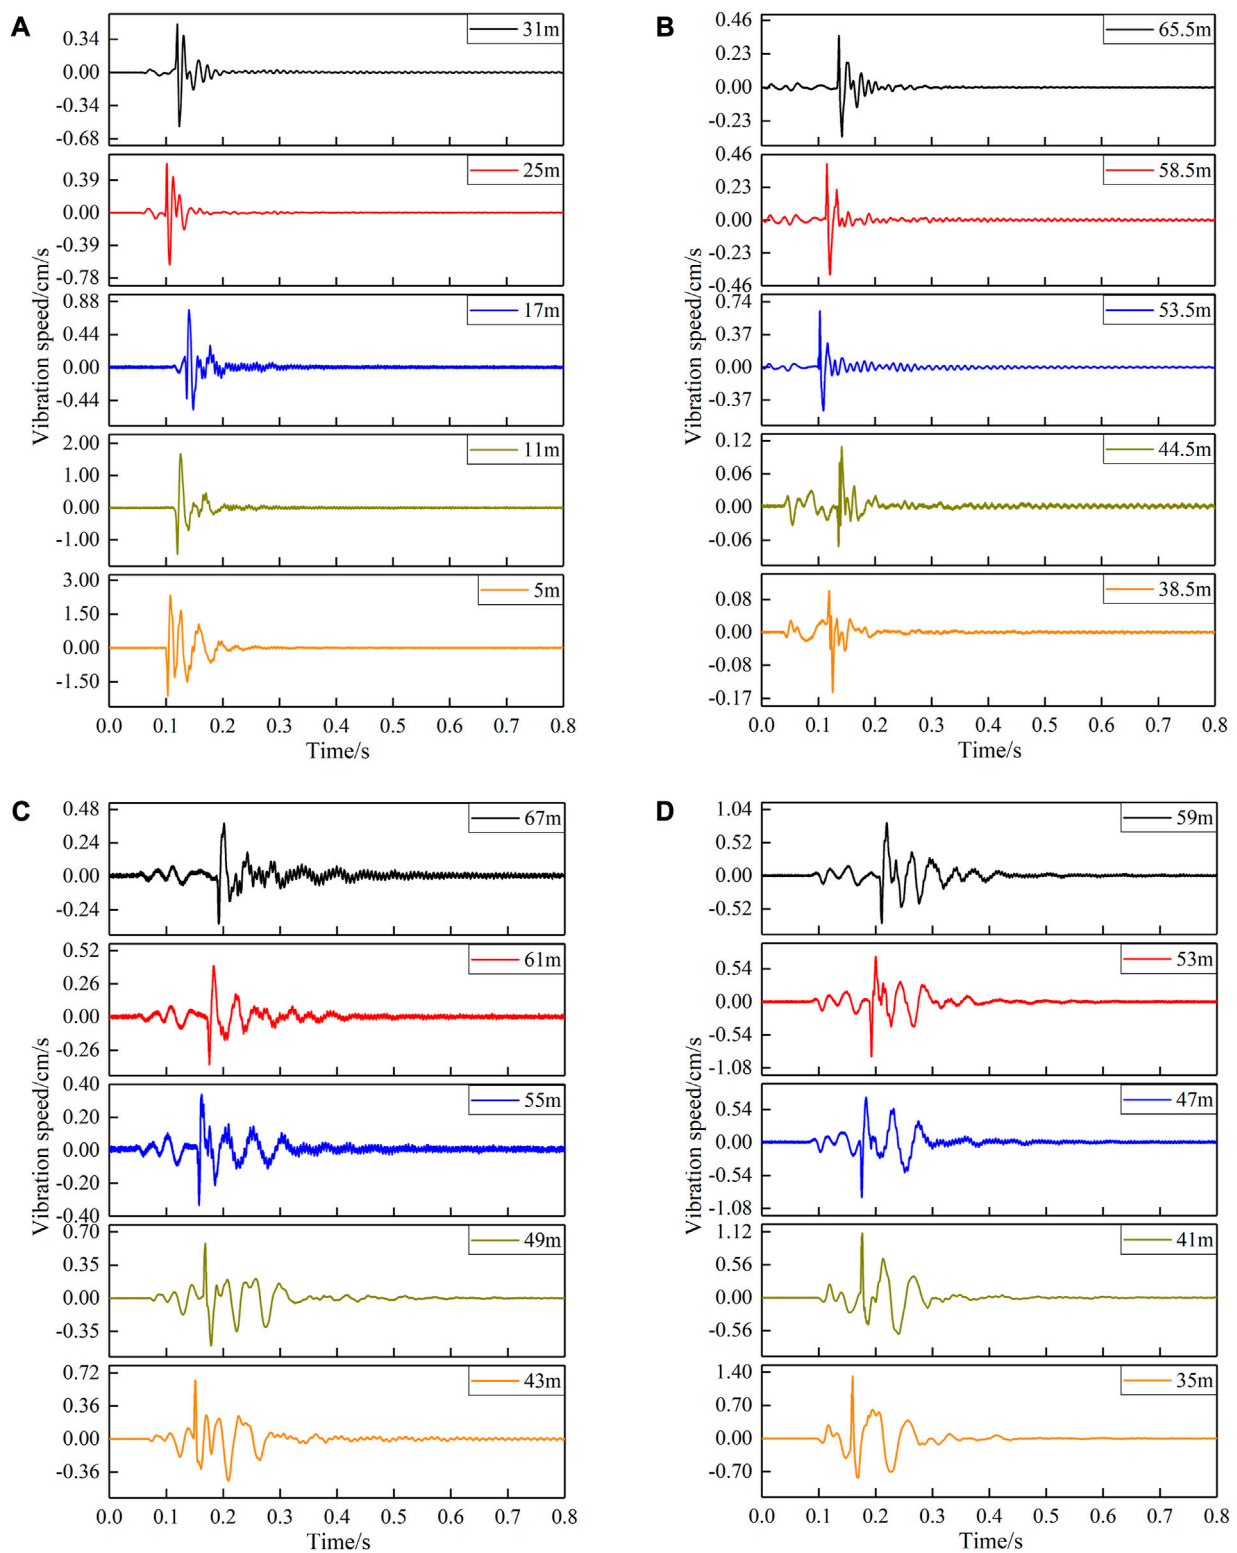 A
Vibration speed/cm/s
31m
0.34
0.00
-0.34
-0.68
25m
0.39
0.00
-0.39
-0.78
17m
0.88
0.44
0.00
-0.44
11m
2.00
1.00
0.00
-1.00
5m
3.00
1.50
0.00
-1.50
0.0 0.1 0.2 0.3 0.4 0.5 0.6 0.7 0.8
Time/s
B
Vibration speed/cm/s
65.5m
0.46
0.23
0.00
-0.23
58.5m
0.46
0.23
0.00
-0.23
-0.46
53.5m
0.74
0.37
0.00
-0.37
44.5m
0.12
0.06
0.00
-0.06
38.5m
0.08
0.00
-0.08
-0.17
0.0 0.1 0.2 0.3 0.4 0.5 0.6 0.7 0.8
Time/s
C
Vibration speed/cm/s
67m
0.48
0.24
0.00
-0.24
61m
0.52
0.26
0.00
-0.26
55m
0.40
0.20
0.00
-0.20
-0.40
49m
0.70
0.35
0.00
-0.35
43m
0.72
0.36
0.00
-0.36
0.0 0.1 0.2 0.3 0.4 0.5 0.6 0.7 0.8
Time/s
D
Vibration speed/cm/s
59m
1.04
0.52
0.00
-0.52
53m
0.54
0.00
-0.54
-1.08
47m
0.54
0.00
-0.54
-1.08
41m
1.12
0.56
0.00
-0.56
35m
1.40
0.70
0.00
-0.70
0.0 0.1 0.2 0.3 0.4 0.5 0.6 0.7 0.8
Time/s